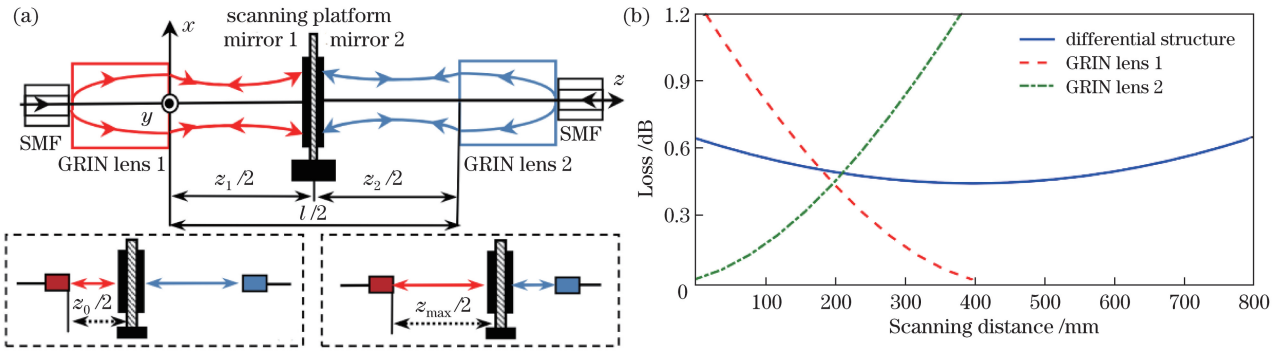 (a)
x
scanning platform
mirror 1 mirror 2
z
y
SMF
GRIN lens 1
GRIN lens 2
SMF
z₁/2
z₂/2
l/2
z₀/2
zₘₐₓ/2
(b)
1.2
0.9
0.6
0.3
0
Loss /dB
differential structure
GRIN lens 1
GRIN lens 2
100 200 300 400 500 600 700 800
Scanning distance /mm